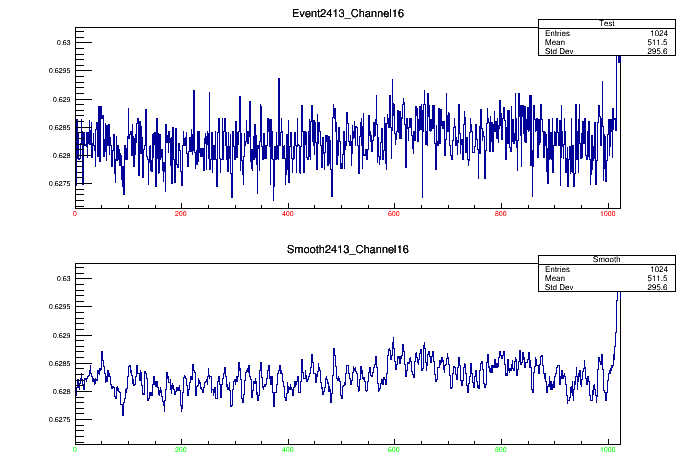 Event2413_Channel16
Test
Entries 1024
Mean 511.5
Std Dev 295.6
0.63
0.6295
0.629
0.6285
0.628
0.6275
0 200 400 600 800 1000
Smooth2413_Channel16
Smooth
Entries 1024
Mean 511.5
Std Dev 295.6
0.63
0.6295
0.629
0.6285
0.628
0.6275
0 200 400 600 800 1000